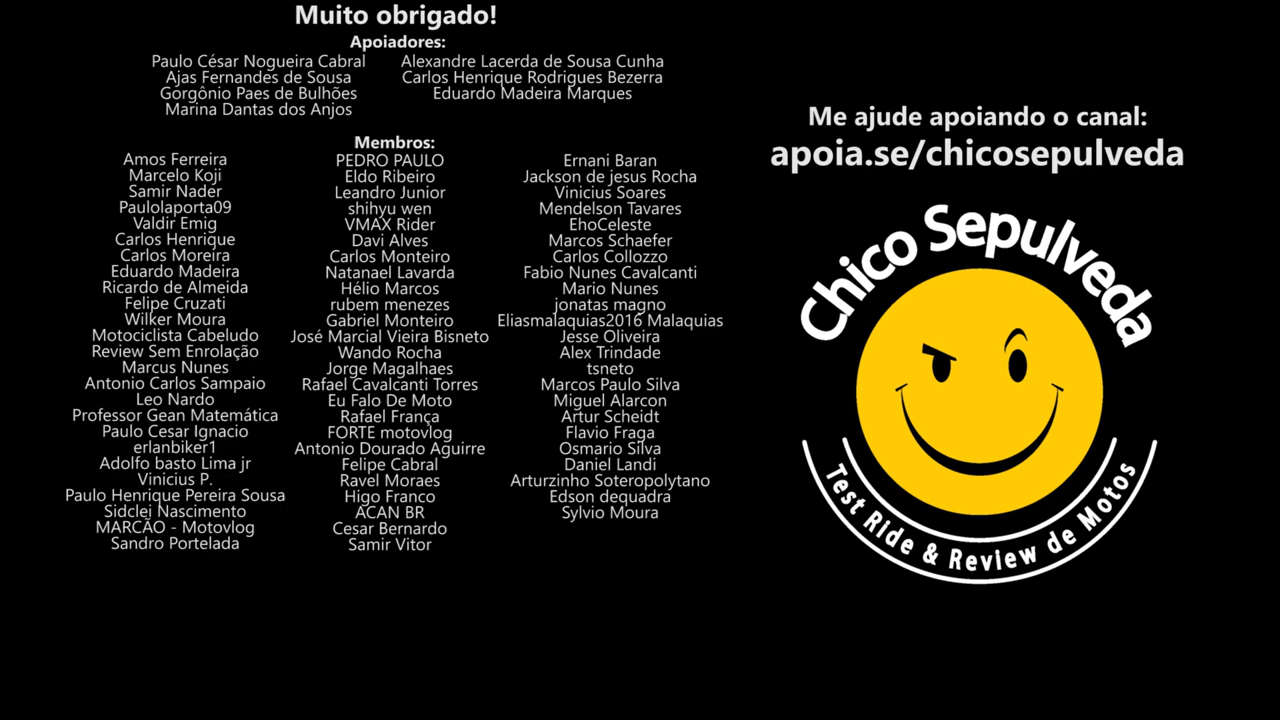 Muito obrigado!
Apoiadores:
Paulo César Nogueira Cabral
Ajas Fernandes de Sousa
Gorgônio Paes de Bulhões
Marina Dantas dos Anjos
Alexandre Lacerda de Sousa Cunha
Carlos Henrique Rodrigues Bezerra
Eduardo Madeira Marques
Membros:
Amos Ferreira
Marcelo Koji
Samir Nader
Paulolaporta09
Valdir Emig
Carlos Henrique
Carlos Moreira
Eduardo Madeira
Ricardo de Almeida
Felipe Cruzati
Wilker Moura
Motociclista Cabeludo
Review Sem Enrolação
Marcus Nunes
Antonio Carlos Sampaio
Leo Nardo
Professor Gean Matemática
Paulo Cesar Ignacio
erlanbiker1
Adolfo basto Lima jr
Vinicius P.
Paulo Henrique Pereira Sousa
Sidclei Nascimento
MARCÃO - Motovlog
Sandro Portelada
PEDRO PAULO
Eldo Ribeiro
Leandro Junior
shihyu wen
VMAX Rider
Davi Alves
Carlos Monteiro
Natanael Lavarda
Hélio Marcos
rubem menezes
Gabriel Monteiro
José Marcial Vieira Bisneto
Wando Rocha
Jorge Magalhaes
Rafael Cavalcanti Torres
Eu Falo De Moto
Rafael França
FORTE motovlog
Antonio Dourado Aguirre
Felipe Cabral
Ravel Moraes
Higo Franco
ACAN BR
Cesar Bernardo
Samir Vitor
Ernani Baran
Jackson de jesus Rocha
Vinicius Soares
Mendelson Tavares
EhoCeleste
Marcos Schaefer
Carlos Collozzo
Fabio Nunes Cavalcanti
Mario Nunes
jonatas magno
Eliasmalaquias2016 Malaquias
Jesse Oliveira
Alex Trindade
tsneto
Marcos Paulo Silva
Miguel Alarcon
Artur Scheidt
Flavio Fraga
Osmario Silva
Daniel Landi
Arturzinho Soteropolytano
Edson dequadra
Sylvio Moura
Me ajude apoiando o canal:
apoia.se/chicosepulveda
Chico Sepulveda
Test Ride & Review de Motos